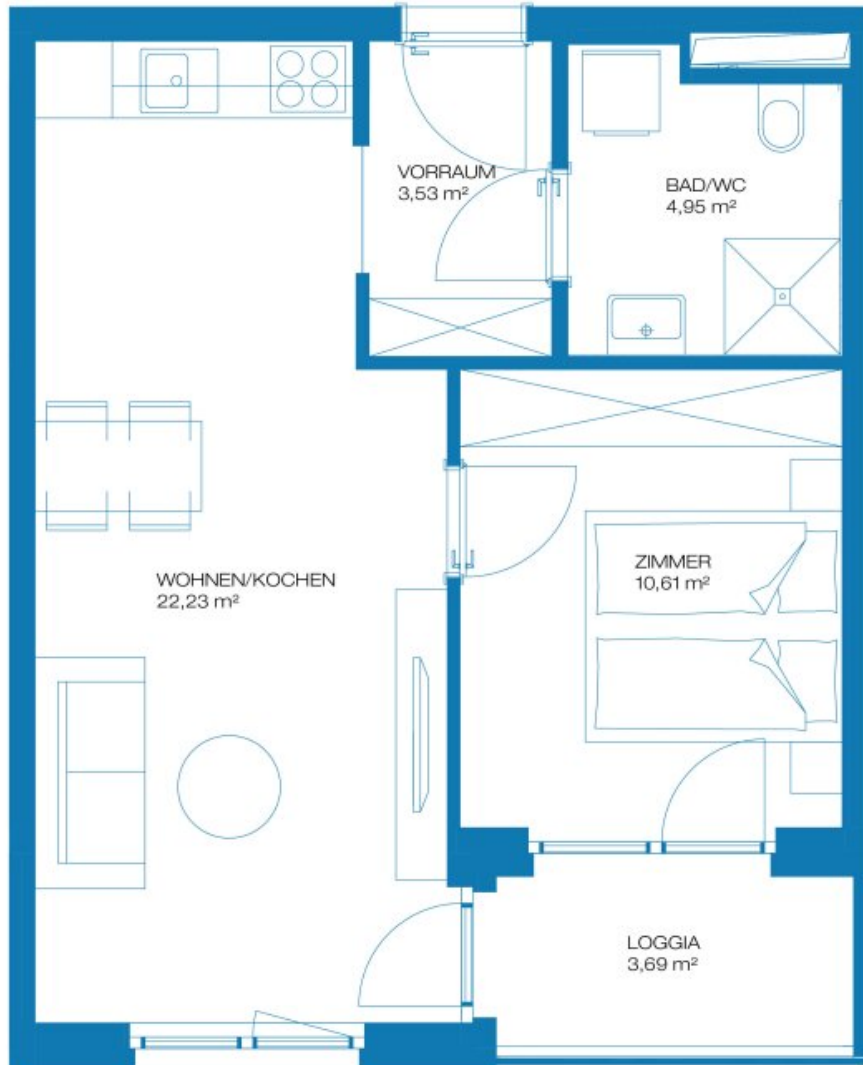 VORRAUM
3,53 m²
BAD/WC
4,95 m²
WOHNEN/KOCHEN
22,23 m²
ZIMMER
10,61 m²
LOGGIA
3,69 m²